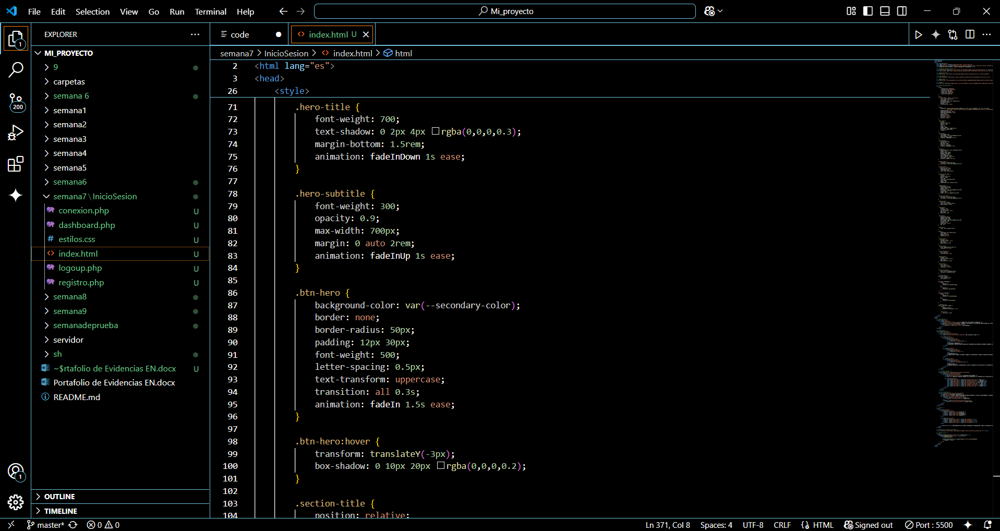 File Edit Selection View Go Run Terminal Help
Mi_proyecto
EXPLORER
code
index.html U
1
MI_PROYECTO
semana7 > InicioSesion > index.html > html
9
carpetas
semana 6
200
semana1
semana2
semana3
semana4
semana5
semana6
semana7\InicioSesion
conexion.php U
dashboard.php U
estilos.css U
index.html U
logoup.php U
registro.php U
semana8
semana9
semanadeprueba
servidor
sh
~$rtafolio de Evidencias EN.docx U
Portafolio de Evidencias EN.docx
README.md
1
OUTLINE
TIMELINE
2 <html lang="es">
3 <head>
26 <style>
71 .hero-title {
72 font-weight: 700;
73 text-shadow: 0 2px 4px rgba(0,0,0,0.3);
74 margin-bottom: 1.5rem;
75 animation: fadeInDown 1s ease;
76 }
77
78 .hero-subtitle {
79 font-weight: 300;
80 opacity: 0.9;
81 max-width: 700px;
82 margin: 0 auto 2rem;
83 animation: fadeInUp 1s ease;
84 }
85
86 .btn-hero {
87 background-color: var(--secondary-color);
88 border: none;
89 border-radius: 50px;
90 padding: 12px 30px;
91 font-weight: 500;
92 letter-spacing: 0.5px;
93 text-transform: uppercase;
94 transition: all 0.3s;
95 animation: fadeIn 1.5s ease;
96 }
97
98 .btn-hero:hover {
99 transform: translateY(-3px);
100 box-shadow: 0 10px 20px rgba(0,0,0,0.2);
101 }
102
103 .section-title {
104 position: relative;
master* 0 0 Ln 371, Col 8 Spaces: 4 UTF-8 CRLF HTML Signed out Port : 5500